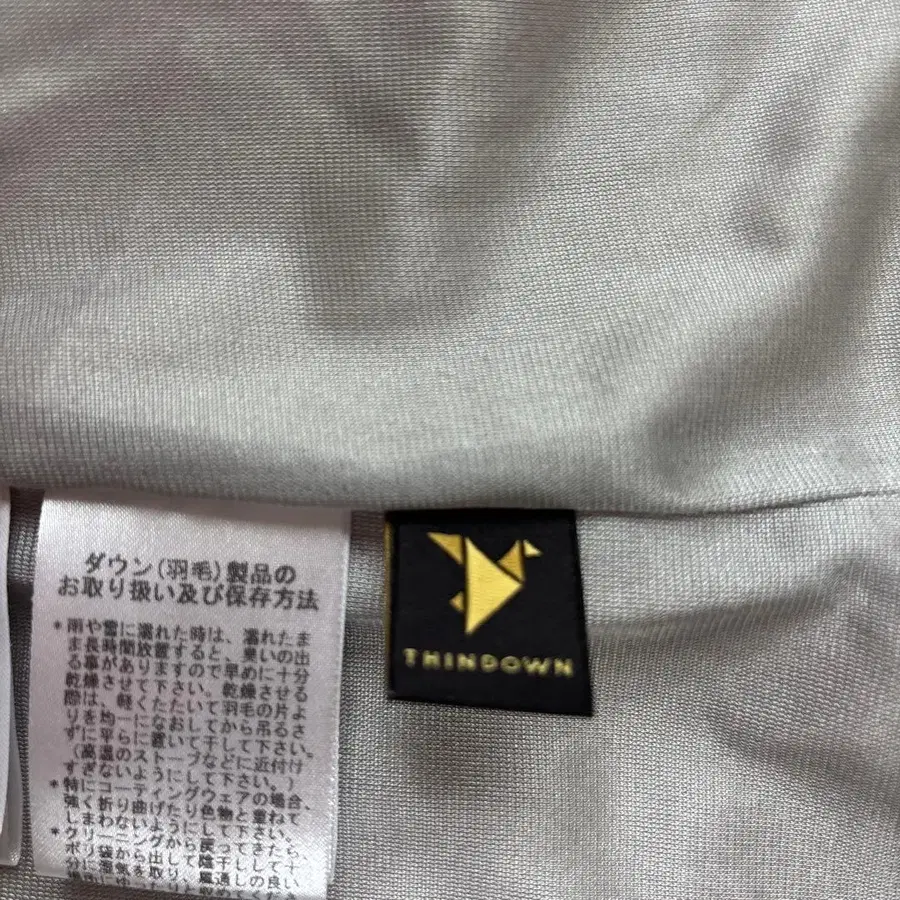 ダウン(羽毛)製品の
お取り扱い及び保存方法
*雨や雪に濡れた時は、濡れたま
ま長時間放置すると、臭いの出
る事がありますので早めに十分
乾燥させて下さい。乾燥させる
際は、軽くたたいて羽毛の片よ
りを均一になおしてから吊るさ
ずに平らに置いて干して下さい。
(高温のストーブなどに近付け
すぎないようにして下さい。)
*特にコーティングウェアの場合、
強く折り曲げたり色物と重ねて
しまわないようにして下さい。
*クリーニングから戻ってきたら、
ポリ袋から出して陰干しして十
分に湿気を取り、風通しの良い
THINDOWN